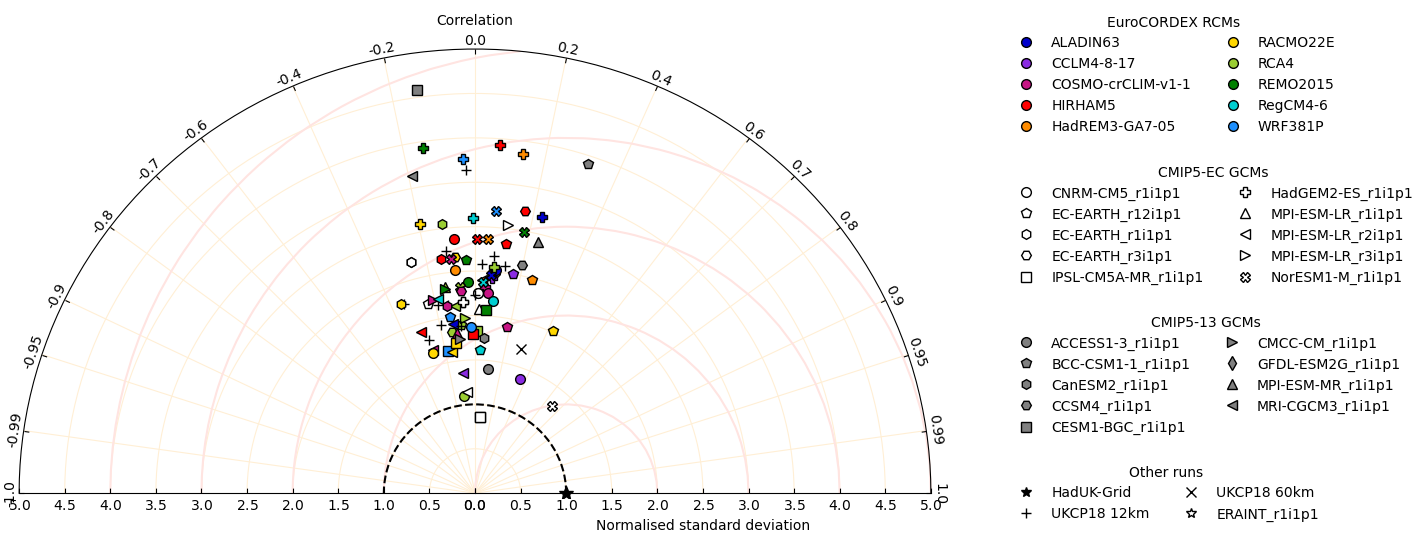 Correlation
0.0
-0.2
0.2
-0.4
0.4
-0.6
0.6
-0.7
0.7
-0.8
0.8
-0.9
0.9
-0.95
0.95
-0.99
0.99
-1.0
1.0
5.0 4.5 4.0 3.5 3.0 2.5 2.0 1.5 1.0 0.5 0.0 0.5 1.0 1.5 2.0 2.5 3.0 3.5 4.0 4.5 5.0
Normalised standard deviation
EuroCORDEX RCMs
ALADIN63 RACMO22E
CCLM4-8-17 RCA4
COSMO-crCLIM-v1-1 REMO2015
HIRHAM5 RegCM4-6
HadREM3-GA7-05 WRF381P
CMIP5-EC GCMs
CNRM-CM5_r1i1p1 HadGEM2-ES_r1i1p1
EC-EARTH_r12i1p1 MPI-ESM-LR_r1i1p1
EC-EARTH_r1i1p1 MPI-ESM-LR_r2i1p1
EC-EARTH_r3i1p1 MPI-ESM-LR_r3i1p1
IPSL-CM5A-MR_r1i1p1 NorESM1-M_r1i1p1
CMIP5-13 GCMs
ACCESS1-3_r1i1p1 CMCC-CM_r1i1p1
BCC-CSM1-1_r1i1p1 GFDL-ESM2G_r1i1p1
CanESM2_r1i1p1 MPI-ESM-MR_r1i1p1
CCSM4_r1i1p1 MRI-CGCM3_r1i1p1
CESM1-BGC_r1i1p1
Other runs
HadUK-Grid UKCP18 60km
UKCP18 12km ERAINT_r1i1p1